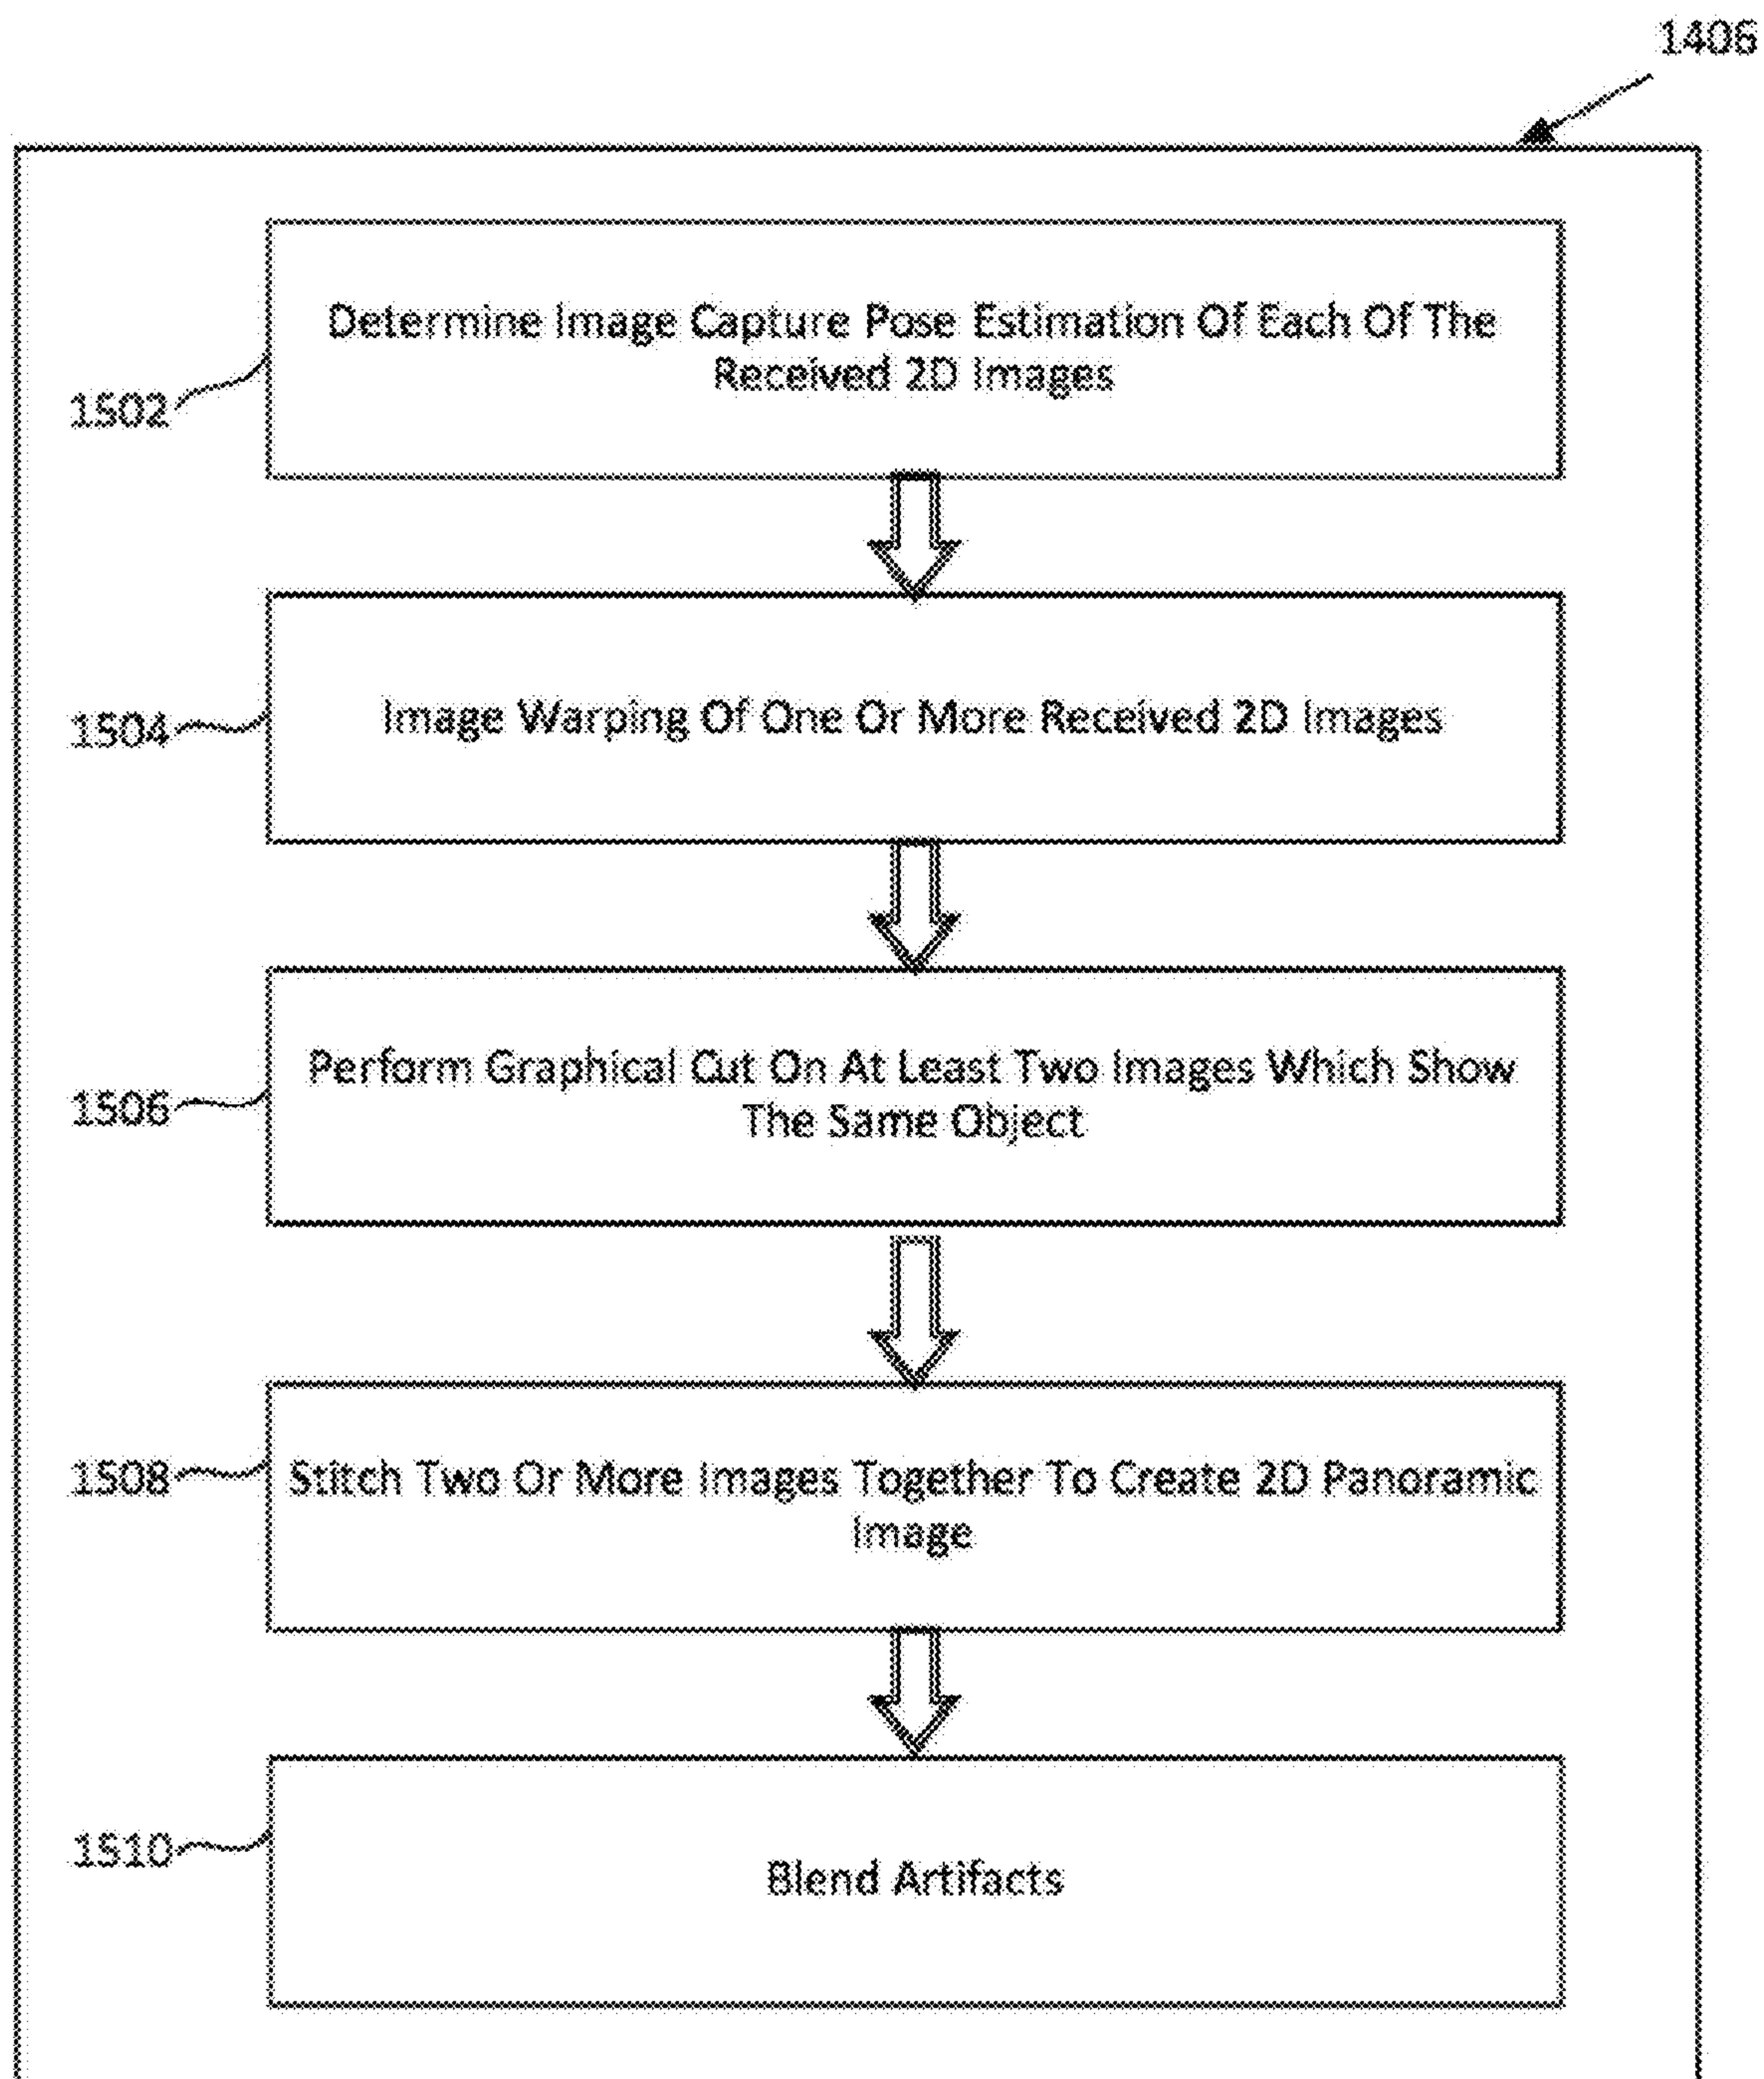 1406
Determine Image Capture Pose Estimation Of Each Of The
Received 2D Images
1502
Image Warping Of One Or More Received 2D Images
1504
Perform Graphical Cut On At Least Two Images Which Show
The Same Object
1506
Stitch Two Or More Images Together To Create 2D Panoramic
Image
1508
Blend Artifacts
1510